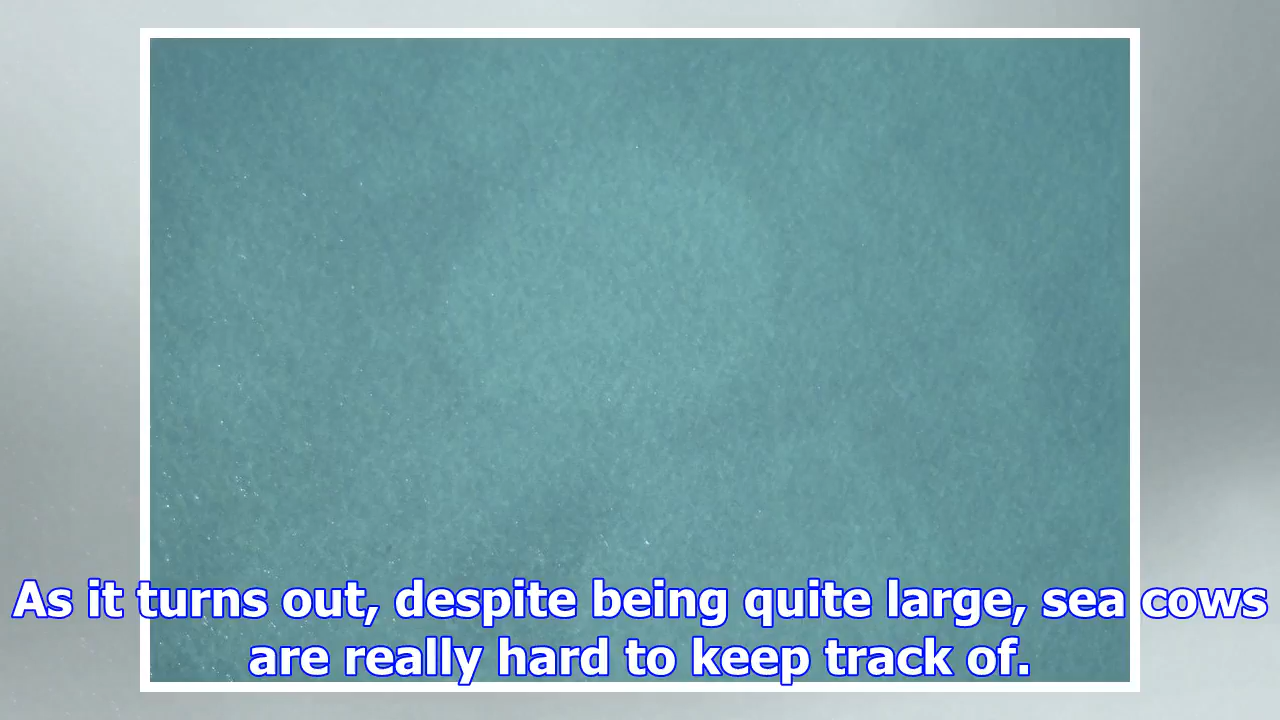 As it turns out, despite being quite large, sea cows
are really hard to keep track of.